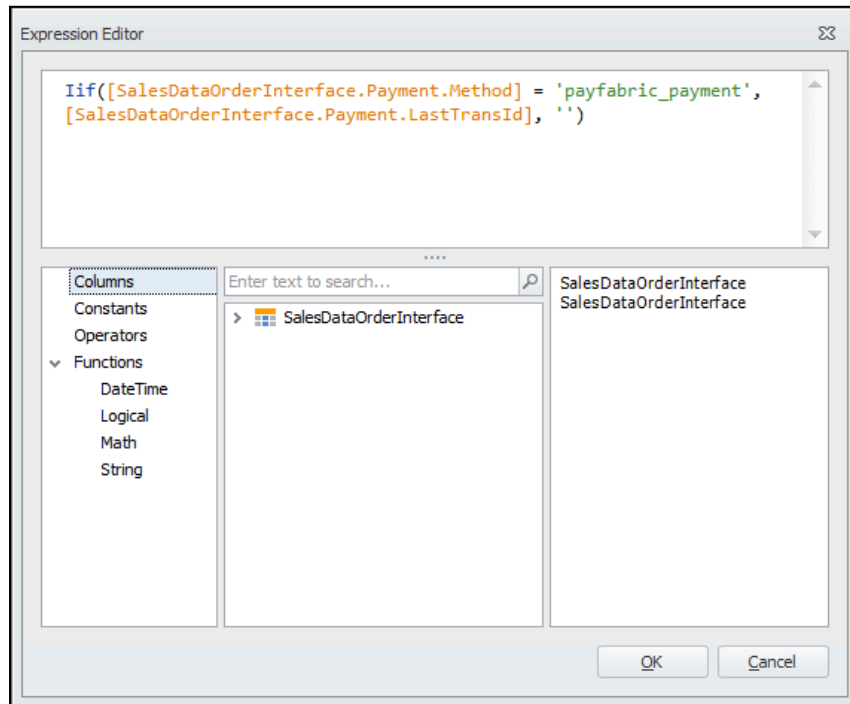 Expression Editor
Iif([SalesDataOrderInterface.Payment.Method] = 'payfabric_payment',
[SalesDataOrderInterface.Payment.LastTransId], '')
Columns
Constants
Operators
Functions
DateTime
Logical
Math
String
Enter text to search...
SalesDataOrderInterface
SalesDataOrderInterface
SalesDataOrderInterface
OK
Cancel